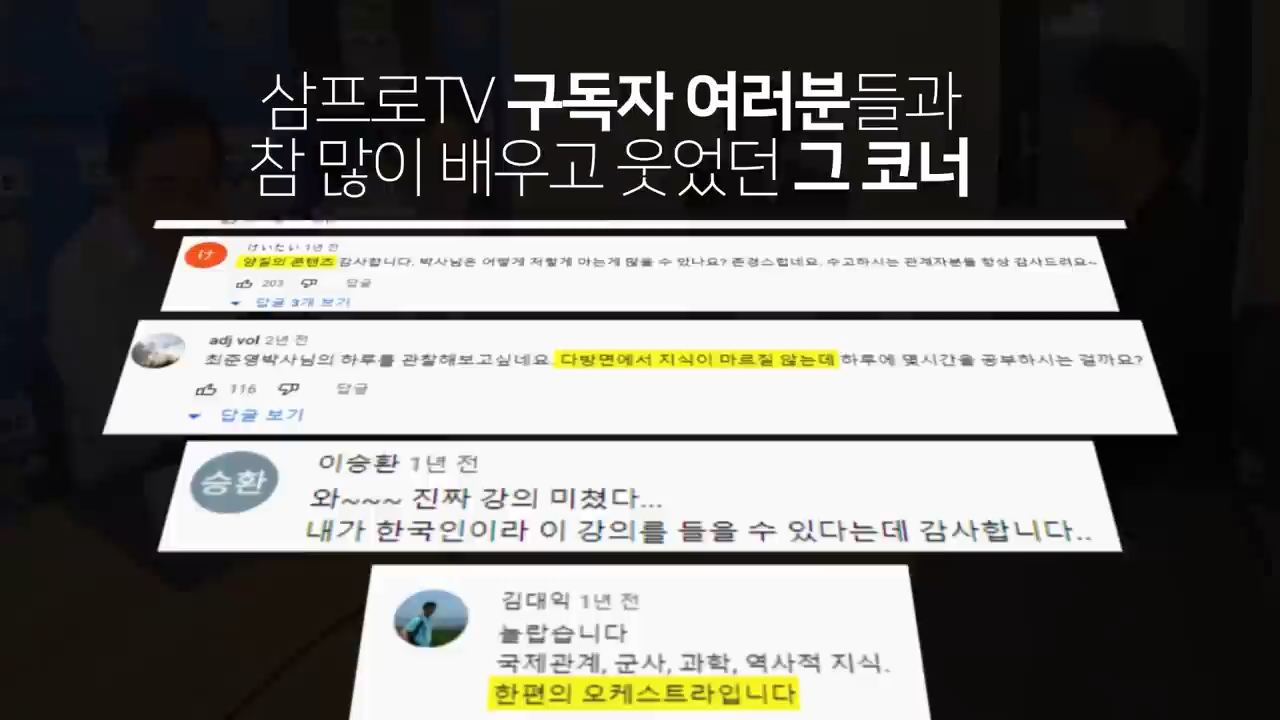 삼프로TV 구독자 여러분들과
참 많이 배우고 웃었던 그 코너
け
けいたい 1년 전
양질의 콘텐츠 감사합니다. 박사님은 어떻게 저렇게 아는게 많을 수 있나요? 존경스럽네요. 수고하시는 관계자분들 항상 감사드려요~
203 답글
답글 3개 보기
adj vol 2년 전
최준영박사님의 하루를 관찰해보고싶네요. 다방면에서 지식이 마르질 않는데 하루에 몇시간을 공부하시는 걸까요?
116 답글
답글 보기
승환
이승환 1년 전
와~~~ 진짜 강의 미쳤다...
내가 한국인이라 이 강의를 들을 수 있다는데 감사합니다..
김대익 1년 전
놀랍습니다
국제관계, 군사, 과학, 역사적 지식.
한편의 오케스트라입니다